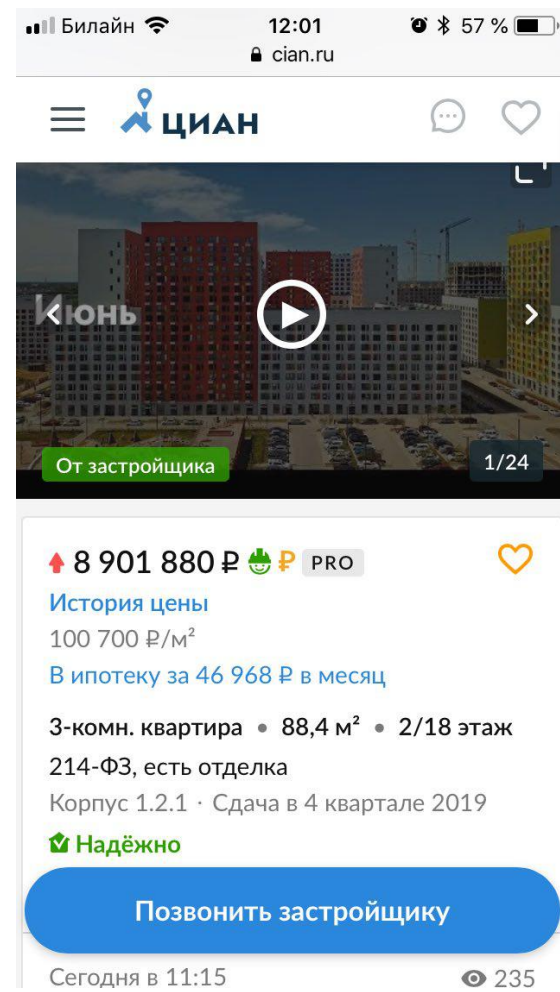 Билайн 12:01 57 %
cian.ru
ЦИАН
Июнь
От застройщика 1/24
8 901 880 ₽ ₽ PRO
История цены
100 700 ₽/м²
В ипотеку за 46 968 ₽ в месяц
3-комн. квартира • 88,4 м² • 2/18 этаж
214-ФЗ, есть отделка
Корпус 1.2.1 · Сдача в 4 квартале 2019
Надёжно
Позвонить застройщику
Сегодня в 11:15 235